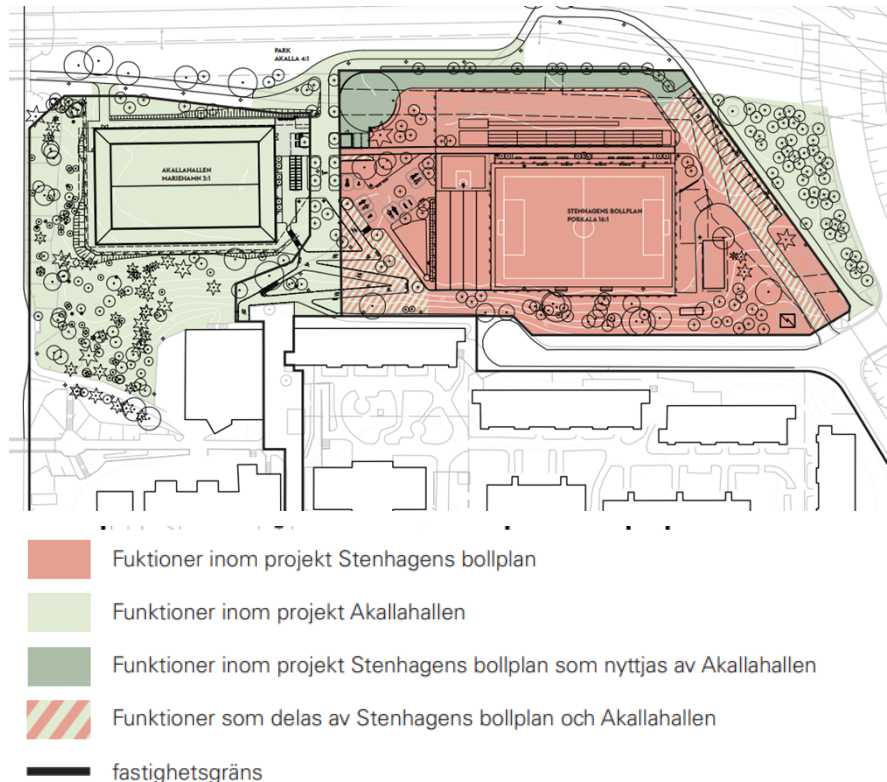 PARK
AKALLA 4:1
AKALLAHALLEN
MARIEHAMN 3:1
STENHAGENS BOLLPLAN
PORKALA 16:1
Fuktioner inom projekt Stenhagens bollplan
Funktioner inom projekt Akallahallen
Funktioner inom projekt Stenhagens bollplan som nyttjas av Akallahallen
Funktioner som delas av Stenhagens bollplan och Akallahallen
fastighetsgräns